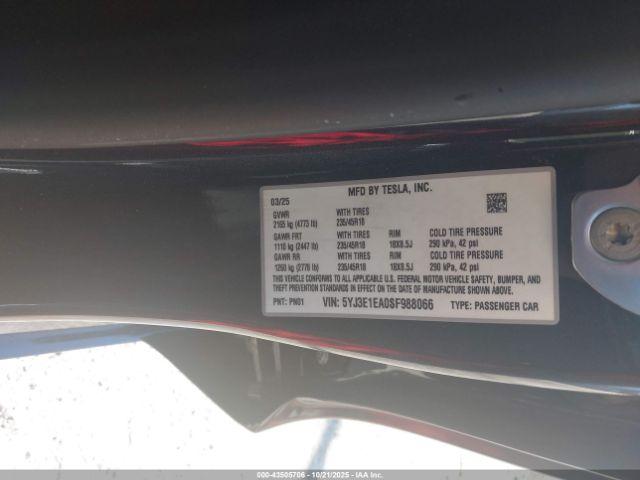 MFD BY TESLA, INC.
03/25
GVWR WITH TIRES
2165 kg (4773 lb) 235/45R18
GAWR FRT WITH TIRES RIM COLD TIRE PRESSURE
1110 kg (2447 lb) 235/45R18 18X8.5J 290 kPa, 42 psi
GAWR RR WITH TIRES RIM COLD TIRE PRESSURE
1260 kg (2778 lb) 235/45R18 18X8.5J 290 kPa, 42 psi
THIS VEHICLE CONFORMS TO ALL APPLICABLE FEDERAL MOTOR VEHICLE SAFETY, BUMPER, AND
THEFT PREVENTION STANDARDS IN EFFECT ON THE DATE OF MANUFACTURE SHOWN ABOVE.
PNT: PN01 VIN: 5YJ3E1EA0SF988066 TYPE: PASSENGER CAR
000-43505706 - 10/21/2025 - IAA Inc.